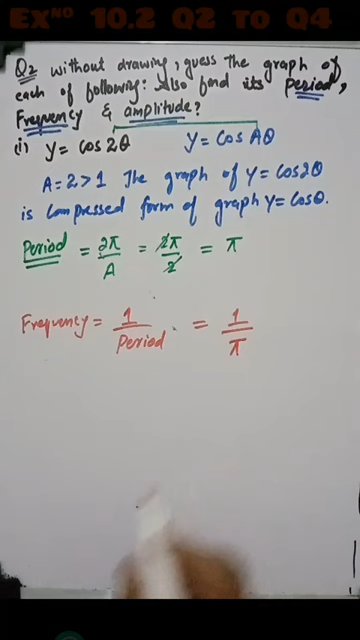 EX NO 10.2 Q2 TO Q4
Q2 without drawing, guess the graph of
each of following: Also find its Period,
Frequency & amplitude?
(i) y = cos 2θ y = cos Aθ
A = 2 > 1 The graph of y = cos2θ
is compressed form of graph y = cosθ.
Period = 2π/A = 2π/2 = π
Frequency = 1/Period = 1/π